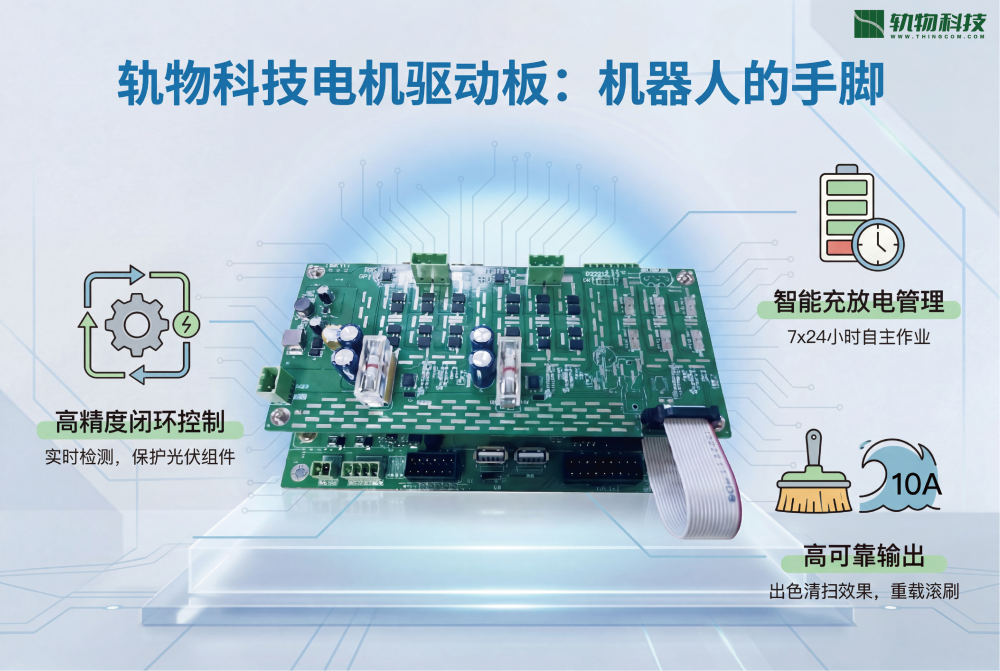 轨物科技
WWW.THINGCOM.COM
轨物科技电机驱动板：机器人的手脚
智能充放电管理
7x24小时自主作业
高精度闭环控制
实时检测，保护光伏组件
10A
高可靠输出
出色清扫效果，重载滚刷